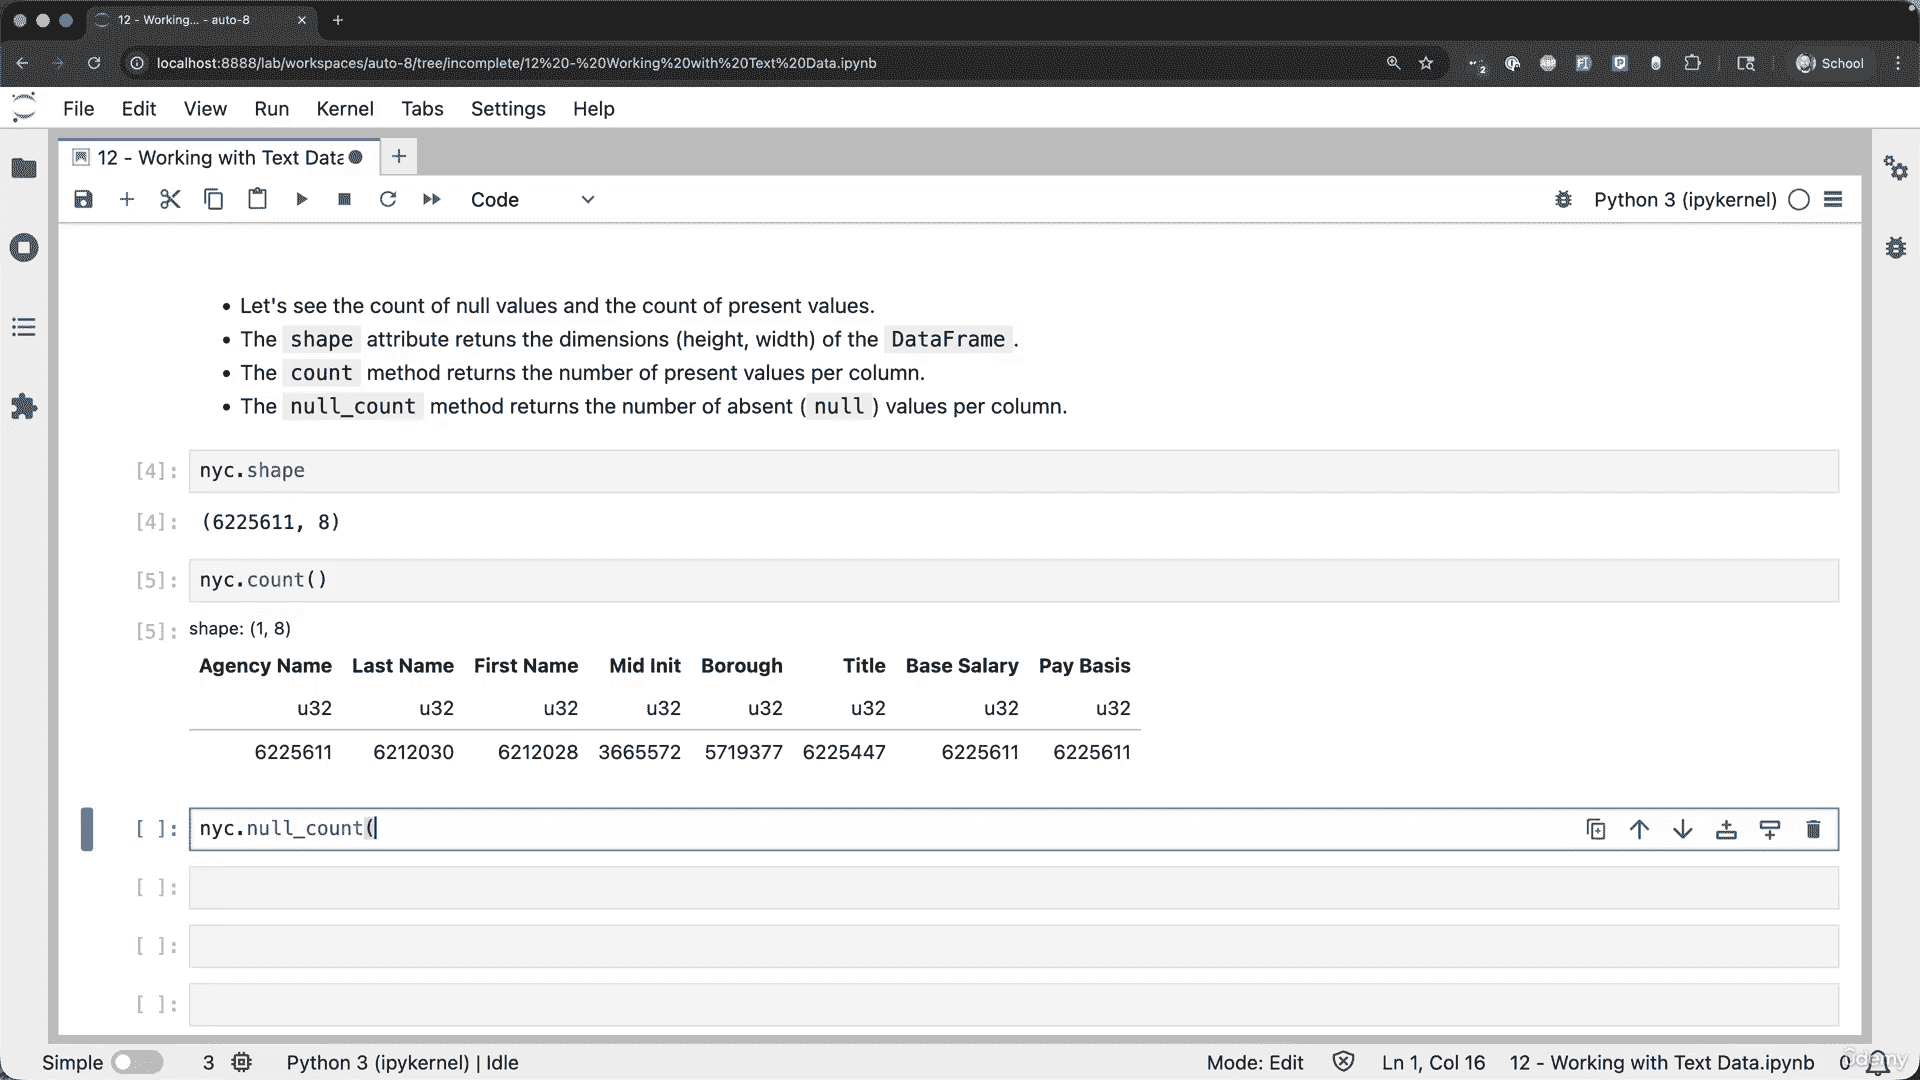 12 - Working... - auto-8
localhost:8888/lab/workspaces/auto-8/tree/incomplete/12%20-%20Working%20with%20Text%20Data.ipynb
2
ABP
School
File Edit View Run Kernel Tabs Settings Help
12 - Working with Text Data
Code
Python 3 (ipykernel)
• Let's see the count of null values and the count of present values.
• The shape attribute retuns the dimensions (height, width) of the DataFrame .
• The count method returns the number of present values per column.
• The null_count method returns the number of absent ( null ) values per column.
[4]: nyc.shape
[4]: (6225611, 8)
[5]: nyc.count()
[5]: shape: (1, 8)
Agency Name Last Name First Name Mid Init Borough Title Base Salary Pay Basis
u32 u32 u32 u32 u32 u32 u32 u32
6225611 6212030 6212028 3665572 5719377 6225447 6225611 6225611
[ ]: nyc.null_count(
[ ]:
[ ]:
[ ]:
Simple 3 Python 3 (ipykernel) | Idle Mode: Edit Ln 1, Col 16 12 - Working with Text Data.ipynb 0
Udemy